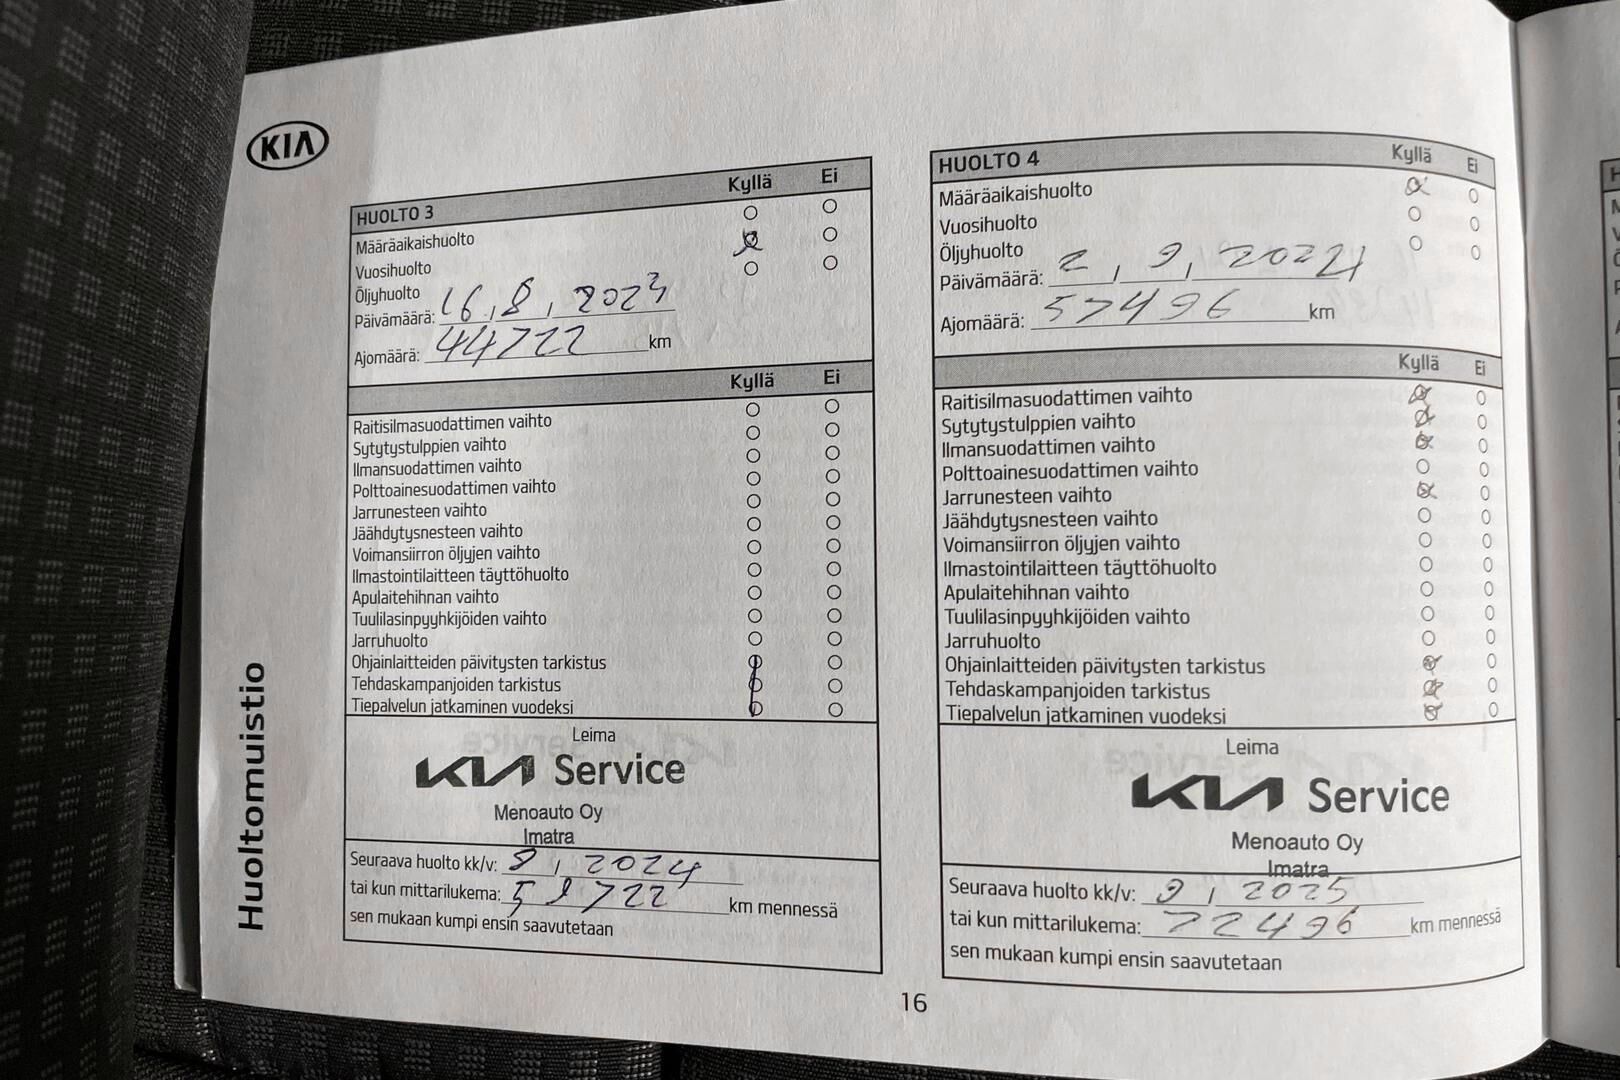 KIA
Huoltomuistio
HUOLTO 3 Kyllä Ei
Määräaikaishuolto
Vuosihuolto
Öljyhuolto
Päivämäärä: 16, 8, 2023
Ajomäärä: 44722 km
Kyllä Ei
Raitisilmasuodattimen vaihto
Sytytystulppien vaihto
Ilmansuodattimen vaihto
Polttoainesuodattimen vaihto
Jarrunesteen vaihto
Jäähdytysnesteen vaihto
Voimansiirron öljyjen vaihto
Ilmastointilaitteen täyttöhuolto
Apulaitehihnan vaihto
Tuulilasinpyyhkijöiden vaihto
Jarruhuolto
Ohjainlaitteiden päivitysten tarkistus
Tehdaskampanjoiden tarkistus
Tiepalvelun jatkaminen vuodeksi
Leima
KIA Service
Menoauto Oy
Imatra
Seuraava huolto kk/v: 8, 2024
tai kun mittarilukema: 59722 km mennessä
sen mukaan kumpi ensin saavutetaan
HUOLTO 4 Kyllä Ei
Määräaikaishuolto
Vuosihuolto
Öljyhuolto
Päivämäärä: 2, 9, 2024
Ajomäärä: 57496 km
Kyllä Ei
Raitisilmasuodattimen vaihto
Sytytystulppien vaihto
Ilmansuodattimen vaihto
Polttoainesuodattimen vaihto
Jarrunesteen vaihto
Jäähdytysnesteen vaihto
Voimansiirron öljyjen vaihto
Ilmastointilaitteen täyttöhuolto
Apulaitehihnan vaihto
Tuulilasinpyyhkijöiden vaihto
Jarruhuolto
Ohjainlaitteiden päivitysten tarkistus
Tehdaskampanjoiden tarkistus
Tiepalvelun jatkaminen vuodeksi
Leima
KIA Service
Menoauto Oy
Imatra
Seuraava huolto kk/v: 9, 2025
tai kun mittarilukema: 72496 km mennessä
sen mukaan kumpi ensin saavutetaan
16